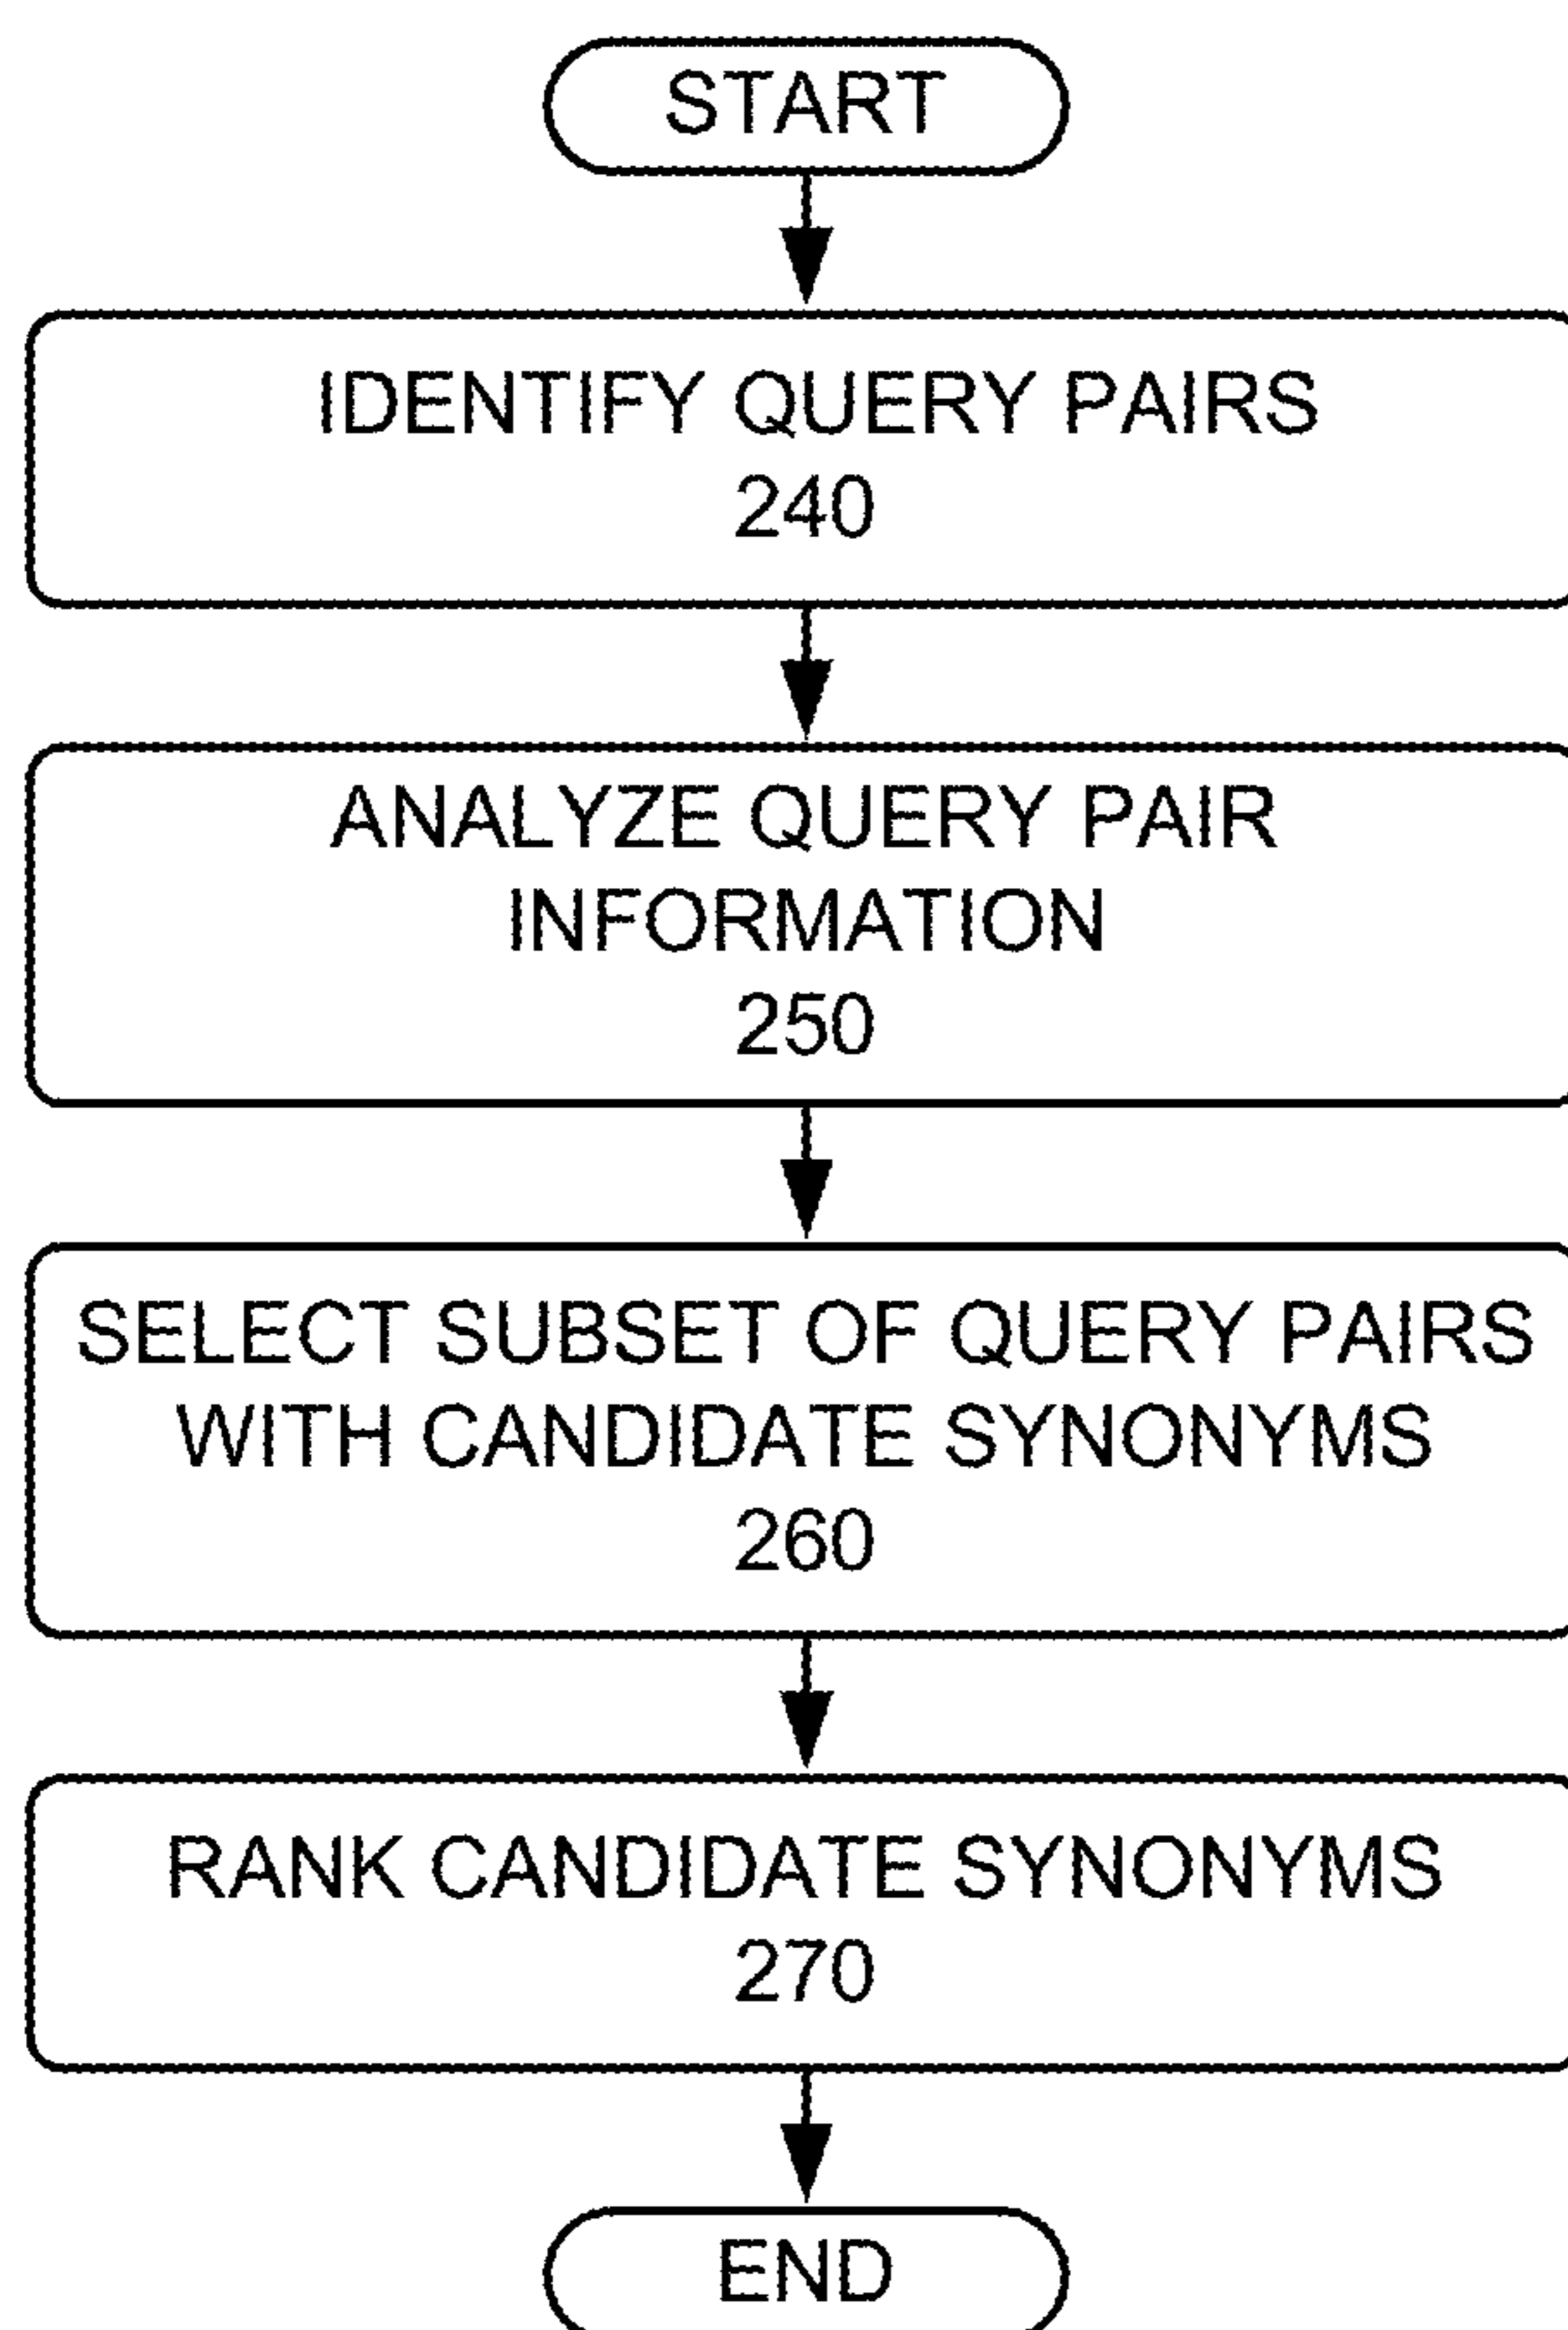 START
IDENTIFY QUERY PAIRS
240
ANALYZE QUERY PAIR
INFORMATION
250
SELECT SUBSET OF QUERY PAIRS
WITH CANDIDATE SYNONYMS
260
RANK CANDIDATE SYNONYMS
270
END